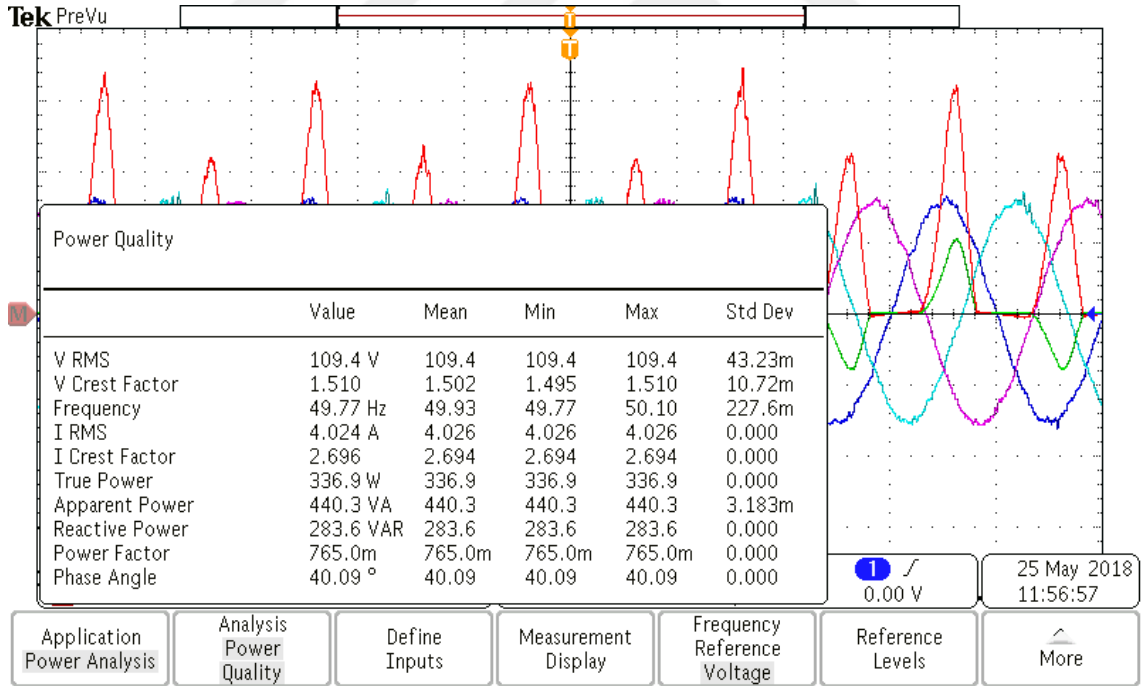 Tek PreVu
T
T
M
Power Quality
Value Mean Min Max Std Dev
V RMS 109.4 V 109.4 109.4 109.4 43.23m
V Crest Factor 1.510 1.502 1.495 1.510 10.72m
Frequency 49.77 Hz 49.93 49.77 50.10 227.6m
I RMS 4.024 A 4.026 4.026 4.026 0.000
I Crest Factor 2.696 2.694 2.694 2.694 0.000
True Power 336.9 W 336.9 336.9 336.9 0.000
Apparent Power 440.3 VA 440.3 440.3 440.3 3.183m
Reactive Power 283.6 VAR 283.6 283.6 283.6 0.000
Power Factor 765.0m 765.0m 765.0m 765.0m 0.000
Phase Angle 40.09 ° 40.09 40.09 40.09 0.000
1
0.00 V
25 May 2018
11:56:57
Application
Power Analysis
Analysis
Power
Quality
Define
Inputs
Measurement
Display
Frequency
Reference
Voltage
Reference
Levels
More